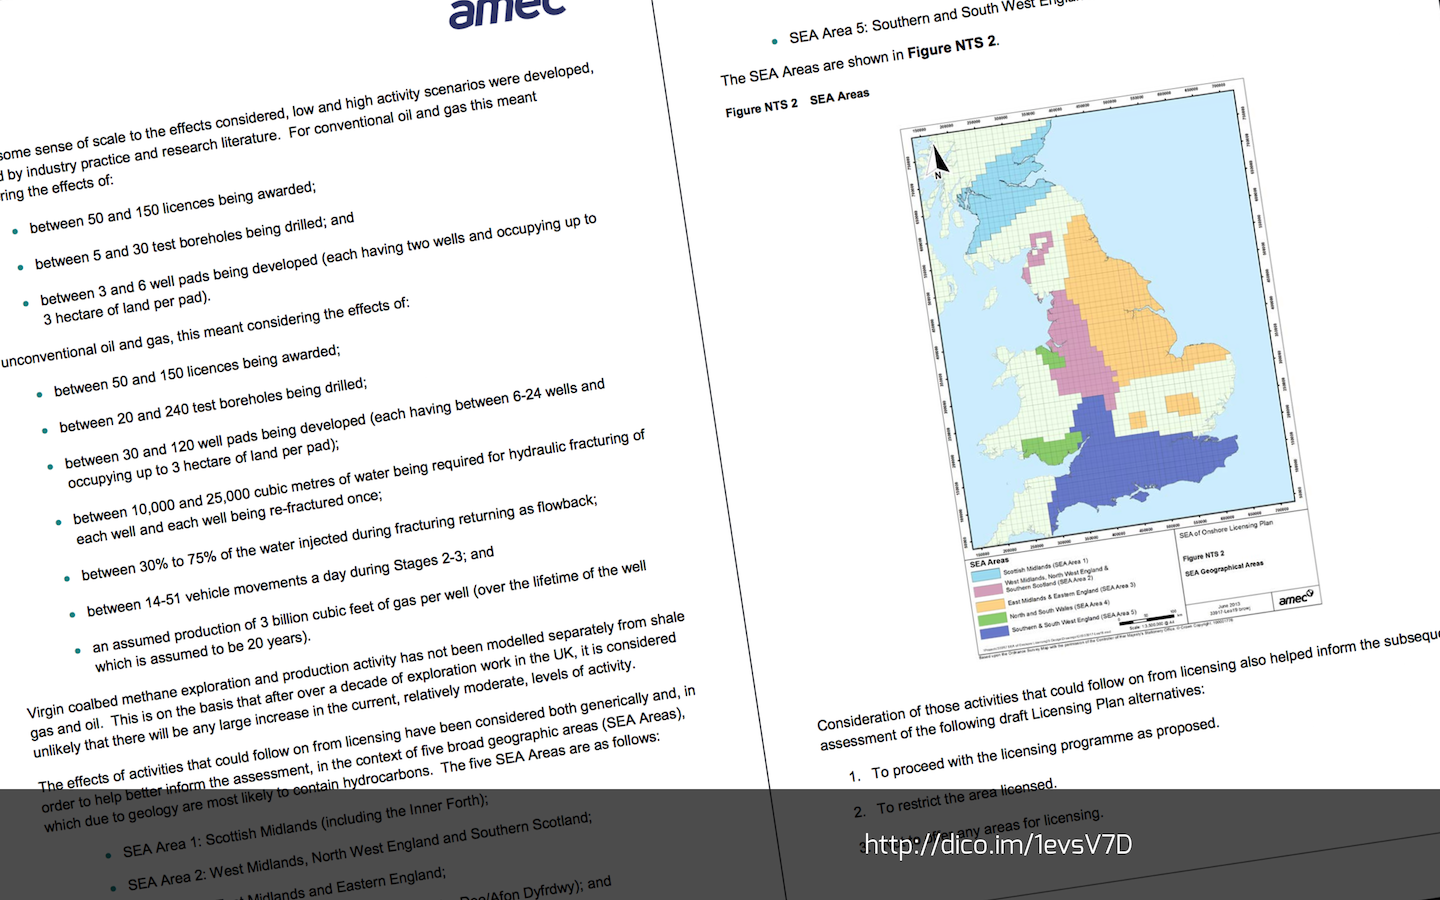 amec
some sense of scale to the effects considered, low and high activity scenarios were developed,
d by industry practice and research literature. For conventional oil and gas this meant
ring the effects of:
• between 50 and 150 licences being awarded;
• between 5 and 30 test boreholes being drilled; and
• between 3 and 6 well pads being developed (each having two wells and occupying up to
3 hectare of land per pad).
unconventional oil and gas, this meant considering the effects of:
• between 50 and 150 licences being awarded;
• between 20 and 240 test boreholes being drilled;
• between 30 and 120 well pads being developed (each having between 6-24 wells and
occupying up to 3 hectare of land per pad);
• between 10,000 and 25,000 cubic metres of water being required for hydraulic fracturing of
each well and each well being re-fractured once;
• between 30% to 75% of the water injected during fracturing returning as flowback;
• between 14-51 vehicle movements a day during Stages 2-3; and
• an assumed production of 3 billion cubic feet of gas per well (over the lifetime of the well
which is assumed to be 20 years).
Virgin coalbed methane exploration and production activity has not been modelled separately from shale
gas and oil. This is on the basis that after over a decade of exploration work in the UK, it is considered
unlikely that there will be any large increase in the current, relatively moderate, levels of activity.
The effects of activities that could follow on from licensing have been considered both generically and, in
order to help better inform the assessment, in the context of five broad geographic areas (SEA Areas),
which due to geology are most likely to contain hydrocarbons. The five SEA Areas are as follows:
• SEA Area 1: Scottish Midlands (including the Inner Forth);
• SEA Area 2: West Midlands, North West England and Southern Scotland;
Midlands and Eastern England;
Dee/Afon Dyfrdwy); and
• SEA Area 5: Southern and South West
The SEA Areas are shown in Figure NTS 2.
Figure NTS 2 SEA Areas
N
SEA Areas
Scottish Midlands (SEA Area 1)
West Midlands, North West England &
Southern Scotland (SEA Area 2)
East Midlands & Eastern England (SEA Area 3)
North and South Wales (SEA Area 4)
Southern & South West England (SEA Area 5)
SEA of Onshore Licensing Plan
Figure NTS 2
SEA Geographical Areas
June 2013
amec
Consideration of those activities that could follow on from licensing also helped inform the subseque
assessment of the following draft Licensing Plan alternatives:
1. To proceed with the licensing programme as proposed.
2. To restrict the area licensed.
3. any areas for licensing.
http://dico.im/1evsV7D